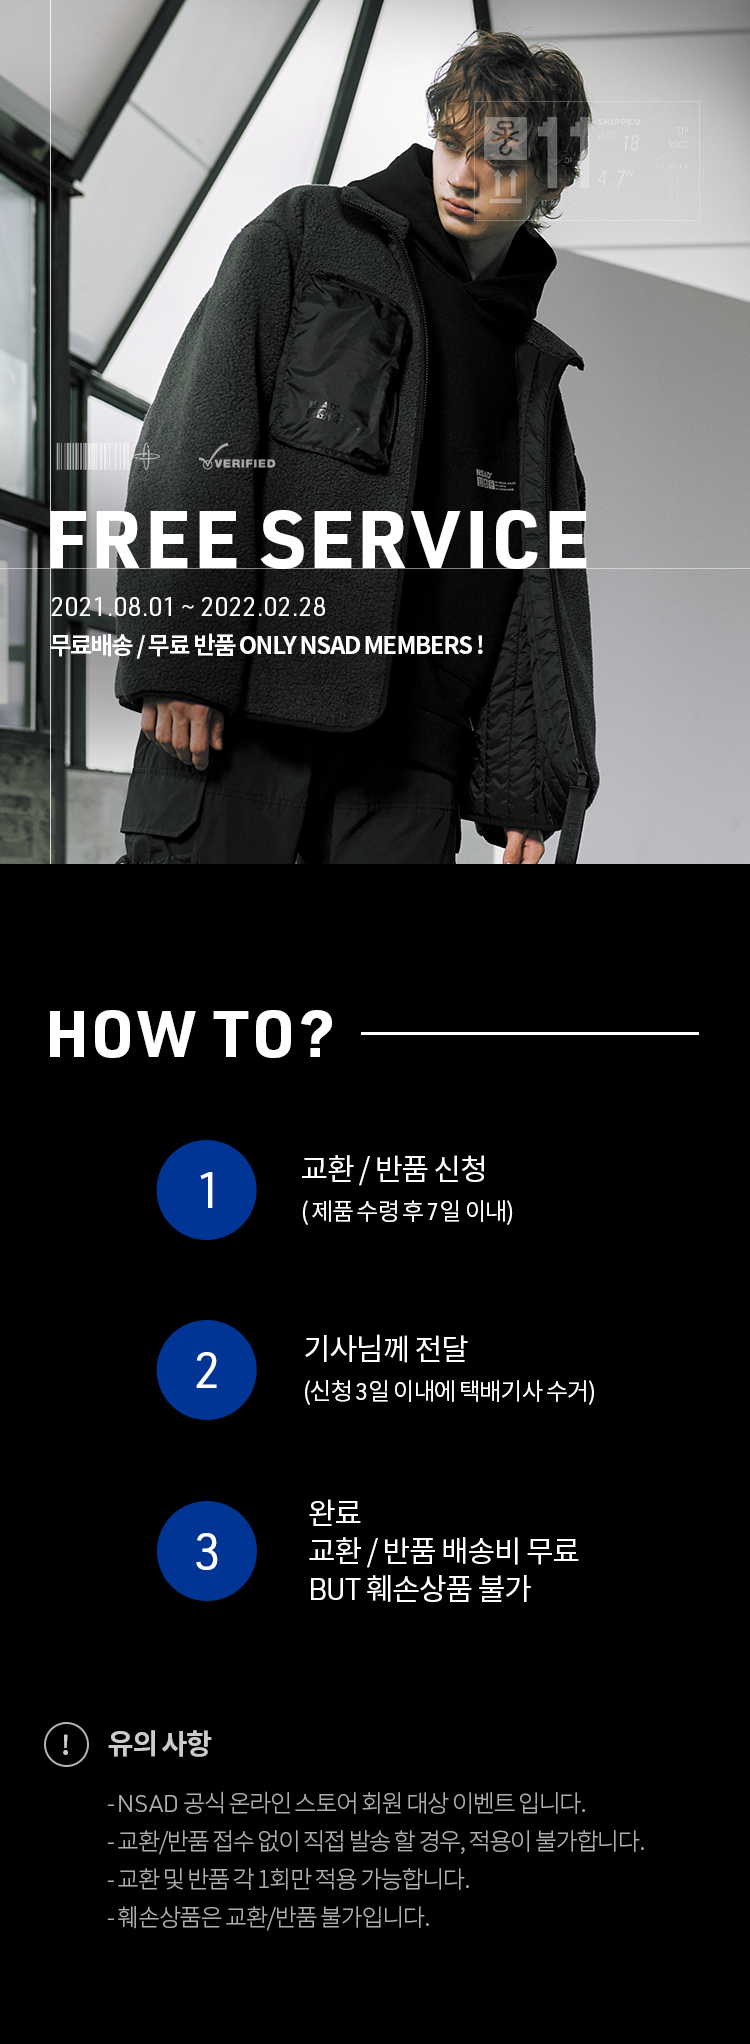 SHIPPED
18
OF
4.7"
NSAD
VERIFIED
FREE SERVICE
2021.08.01 ~ 2022.02.28
무료배송 / 무료 반품 ONLY NSAD MEMBERS !
HOW TO?
1
교환 / 반품 신청
( 제품 수령 후 7일 이내)
2
기사님께 전달
(신청 3일 이내에 택배기사 수거)
3
완료
교환 / 반품 배송비 무료
BUT 훼손상품 불가
! 유의 사항
- NSAD 공식 온라인 스토어 회원 대상 이벤트 입니다.
- 교환/반품 접수 없이 직접 발송 할 경우, 적용이 불가합니다.
- 교환 및 반품 각 1회만 적용 가능합니다.
- 훼손상품은 교환/반품 불가입니다.